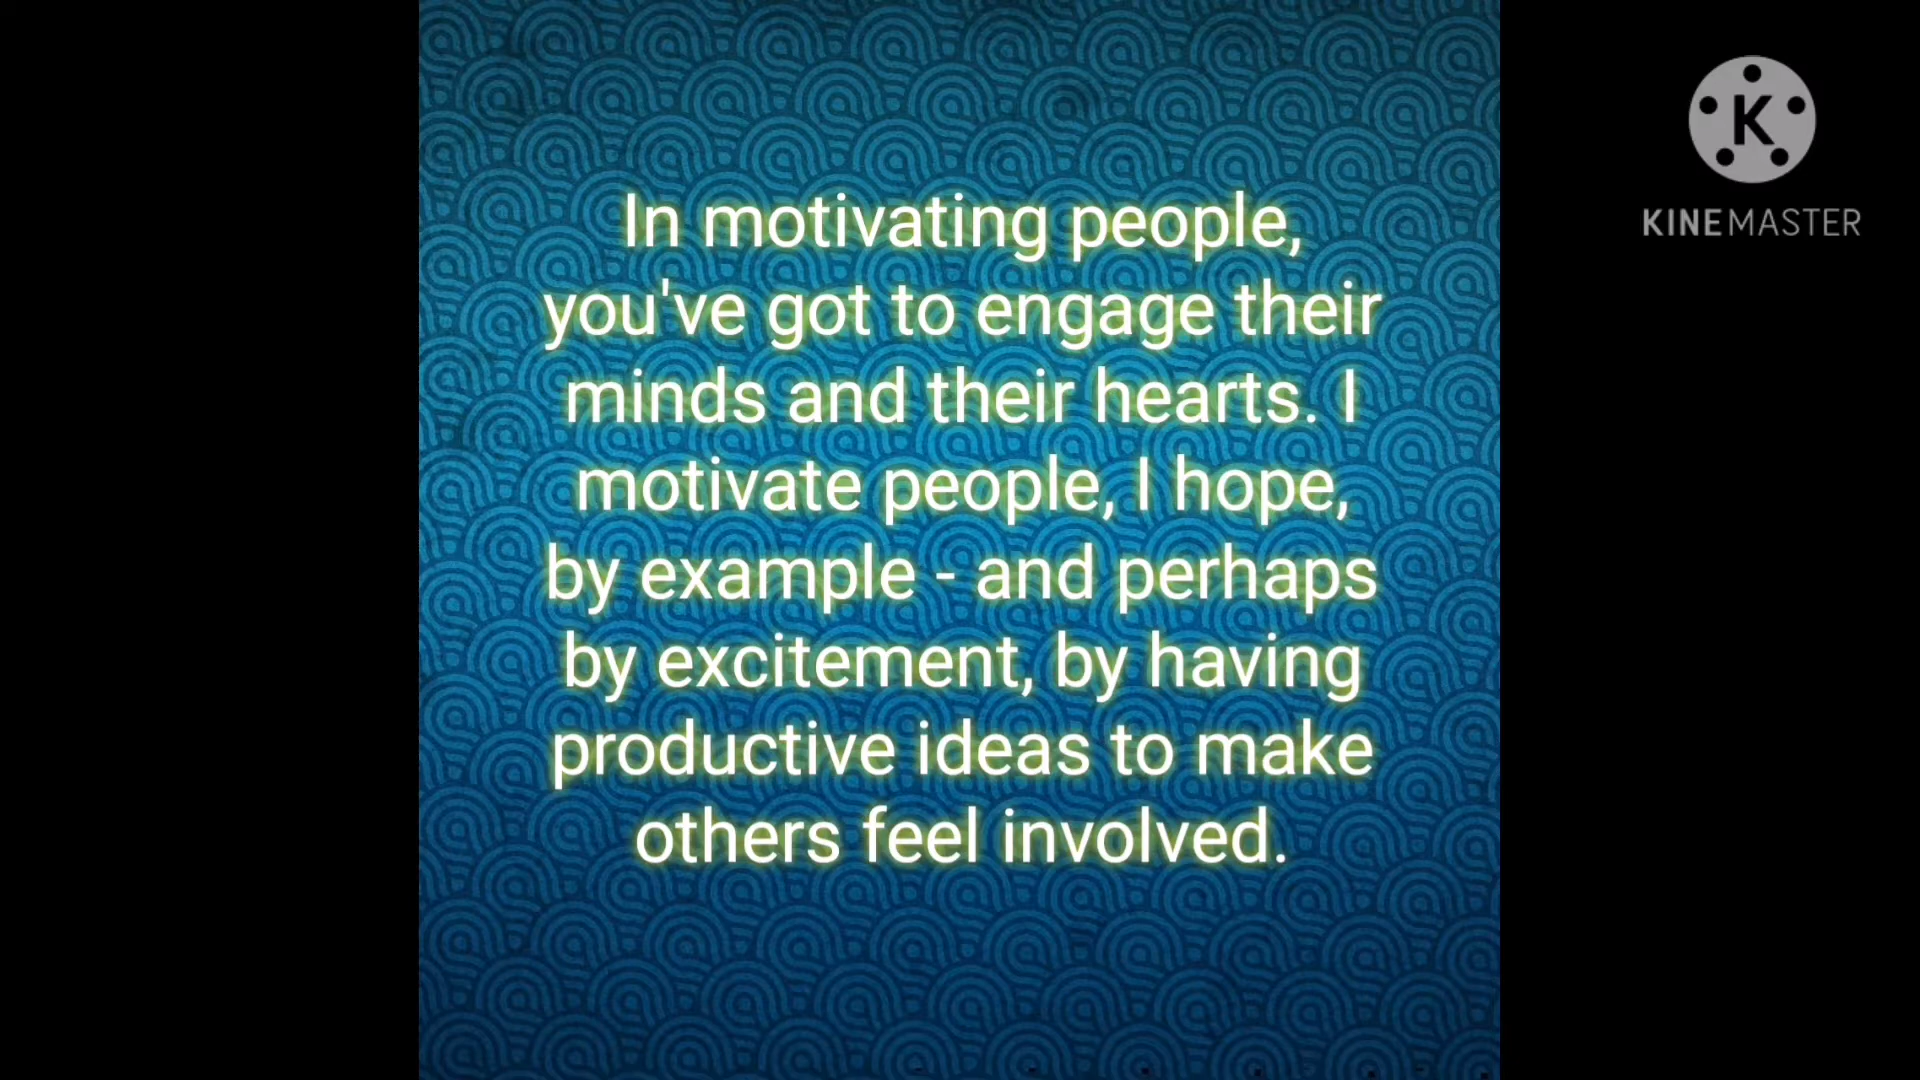 In motivating people,
you've got to engage their
minds and their hearts. I
motivate people, I hope,
by example - and perhaps
by excitement, by having
productive ideas to make
others feel involved.
K
KINEMASTER